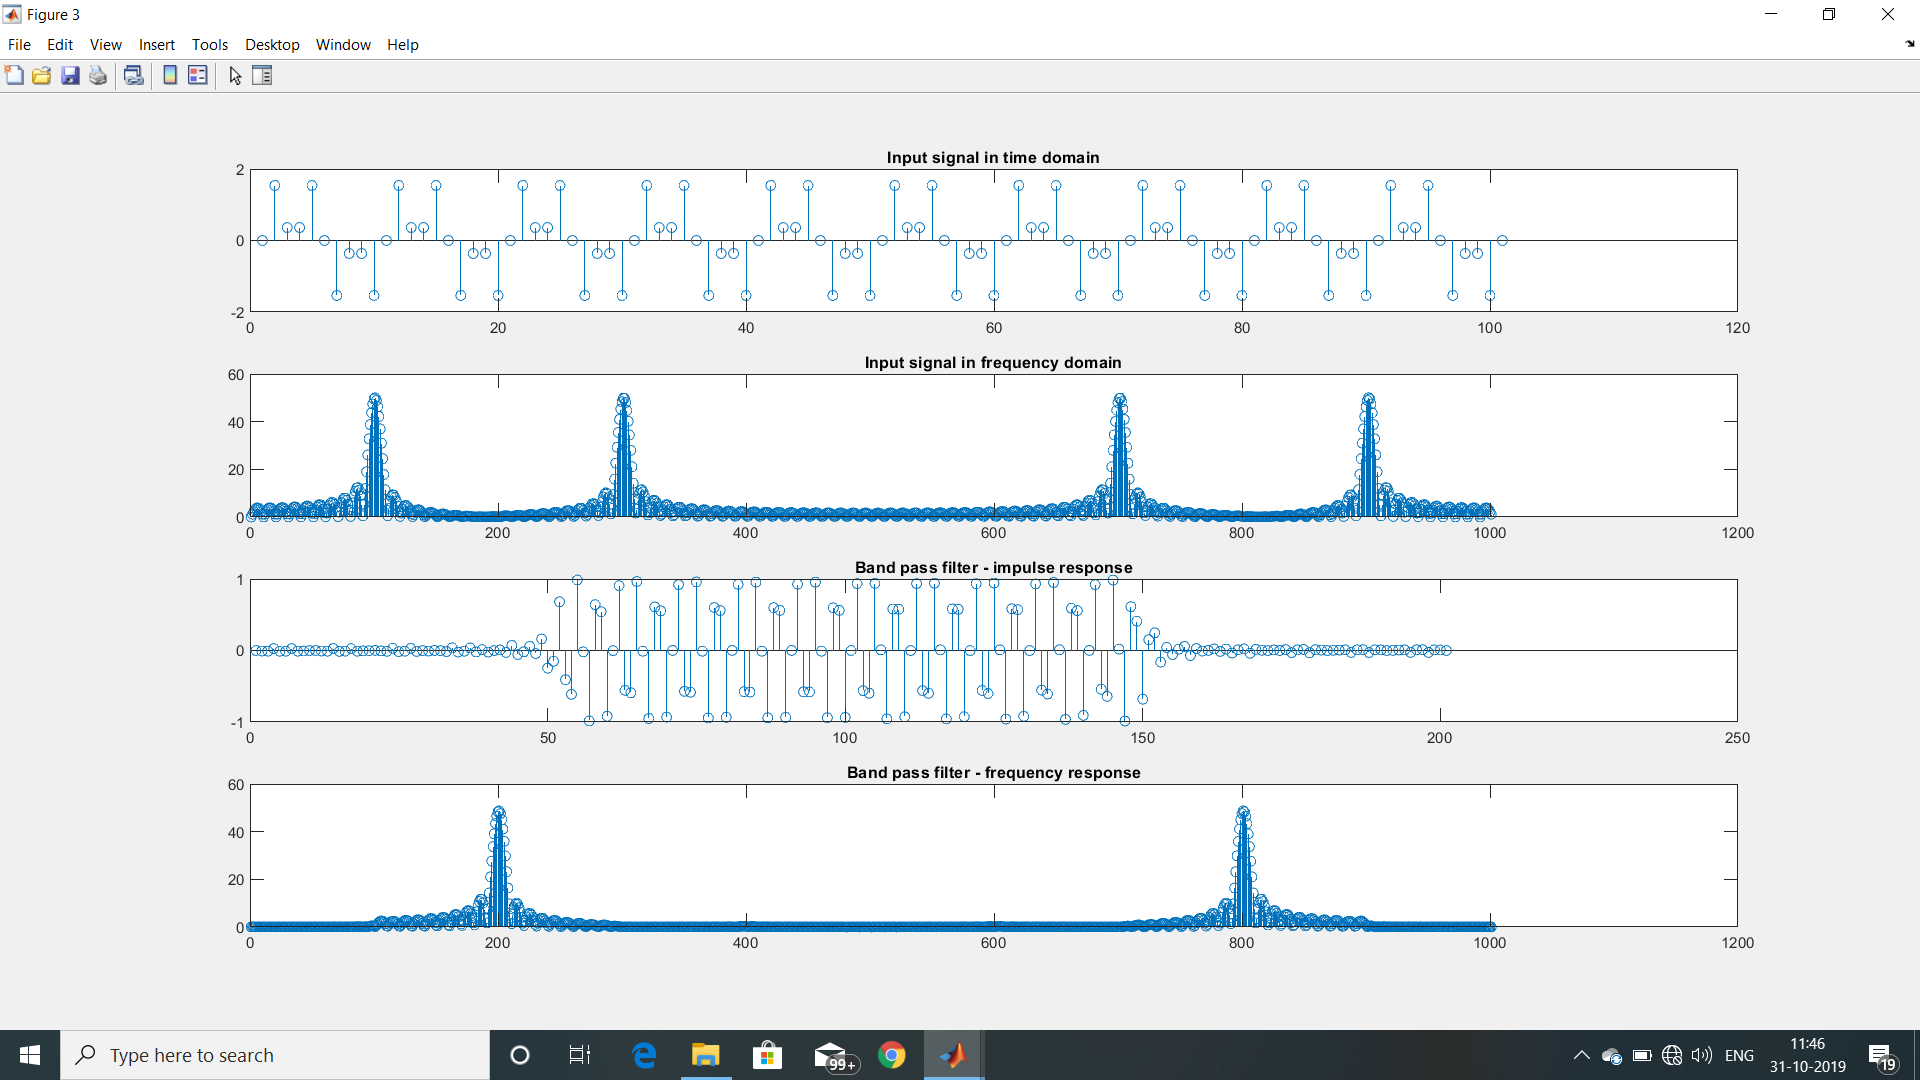 Figure 3
File Edit View Insert Tools Desktop Window Help
Input signal in time domain
2
0
-2
0 20 40 60 80 100 120
Input signal in frequency domain
60
40
20
0
0 200 400 600 800 1000 1200
Band pass filter - impulse response
1
0
-1
0 50 100 150 200 250
Band pass filter - frequency response
60
40
20
0
0 200 400 600 800 1000 1200
Type here to search
99+
ENG
11:46
31-10-2019
19